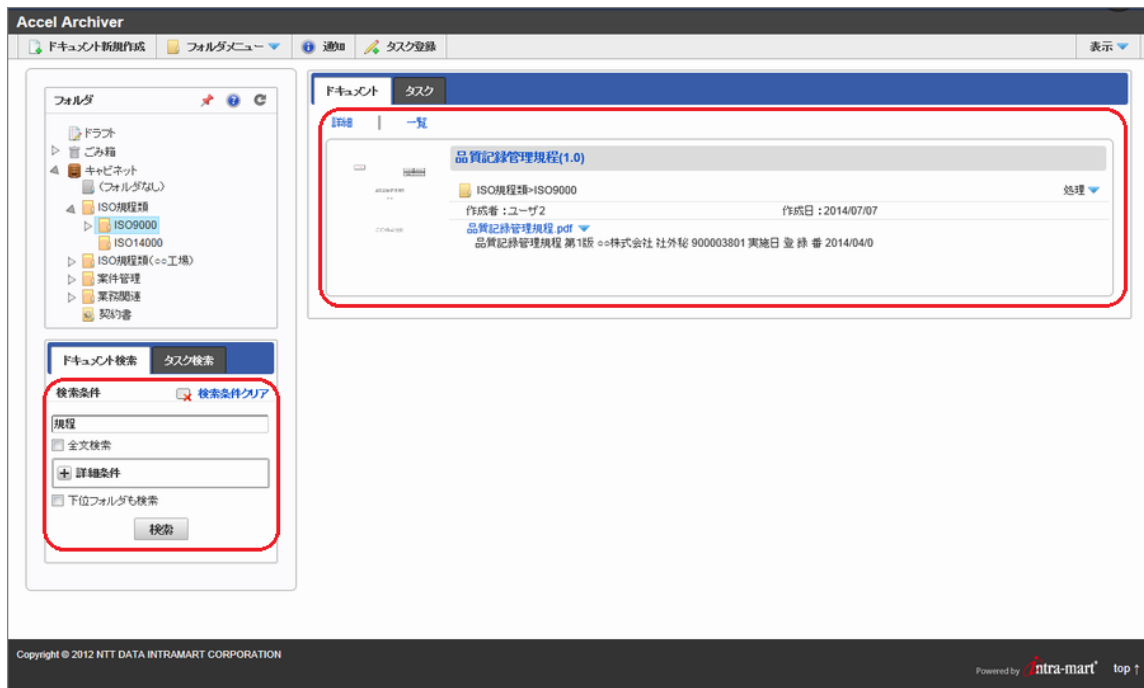 Accel Archiver
ドキュメント新規作成 フォルダメニュー 通知 タスク登録 表示
フォルダ
ドラフト
ごみ箱
キャビネット
(フォルダなし)
ISO規程類
ISO9000
ISO14000
ISO規程類(○○工場)
案件管理
業務関連
契約書
ドキュメント検索 タスク検索
検索条件 検索条件クリア
規程
全文検索
詳細条件
下位フォルダも検索
検索
ドキュメント タスク
詳細 | 一覧
品質記録管理規程(1.0)
ISO規程類>ISO9000 処理
作成者 : ユーザ2 作成日 : 2014/07/07
品質記録管理規程.pdf
品質記録管理規程 第1版 ○○株式会社 社外秘 900003801 実施日 登 録 番 2014/04/0
Copyright © 2012 NTT DATA INTRAMART CORPORATION
Powered by intra-mart top ↑